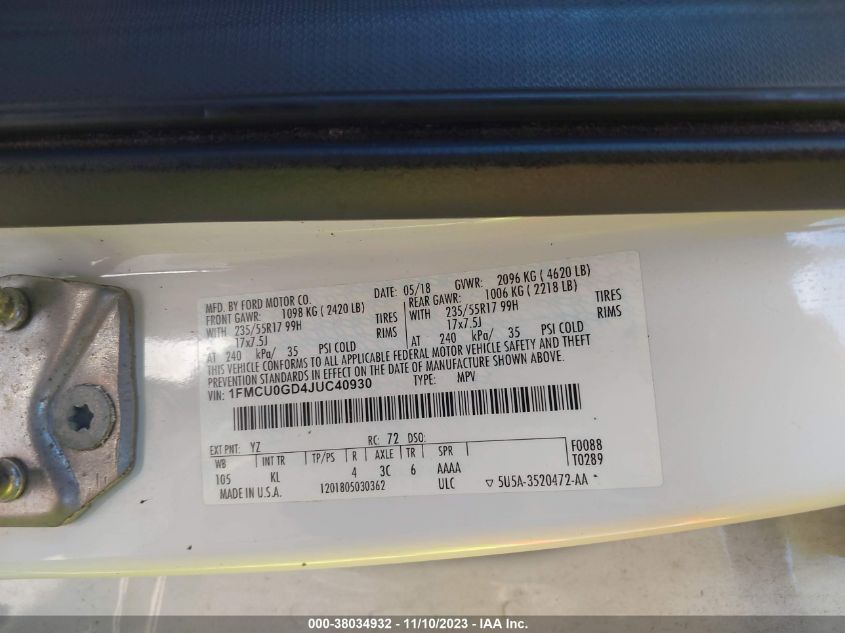 MFD. BY FORD MOTOR CO.
DATE: 05/18 GVWR: 2096 KG ( 4620 LB)
FRONT GAWR: 1098 KG ( 2420 LB)
REAR GAWR: 1006 KG ( 2218 LB)
WITH 235/55R17 99H TIRES
WITH 235/55R17 99H TIRES
17x7.5J RIMS
17x7.5J RIMS
AT 240 kPa/ 35 PSI COLD
AT 240 kPa/ 35 PSI COLD
THIS VEHICLE CONFORMS TO ALL APPLICABLE FEDERAL MOTOR VEHICLE SAFETY AND THEFT
PREVENTION STANDARDS IN EFFECT ON THE DATE OF MANUFACTURE SHOWN ABOVE.
VIN: 1FMCU0GD4JUC40930 TYPE: MPV
EXT PNT: YZ RC: 72 DSO: F0088
WB INT TR TP/PS R AXLE TR SPR T0289
105 KL 4 3C 6 AAAA
MADE IN U.S.A. 1201805030362 ULC ▽ 5U5A-3520472-AA
000-38034932 - 11/10/2023 - IAA Inc.